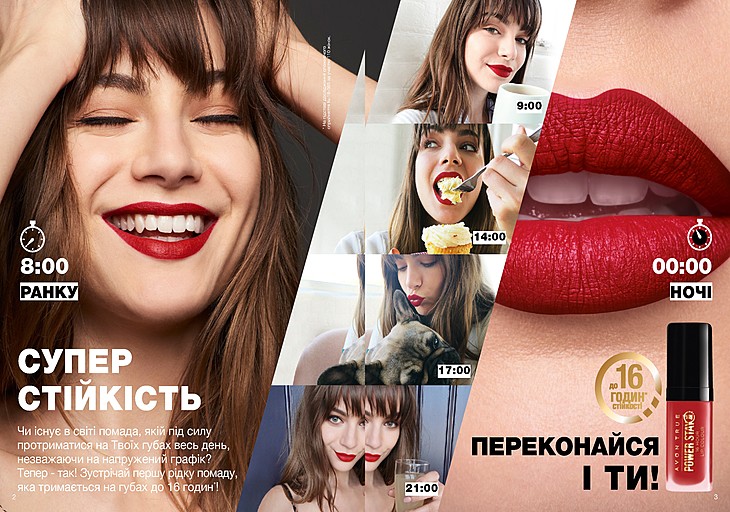 9:00
14:00
17:00
21:00
8:00
РАНКУ
00:00
НОЧІ
СУПЕР
СТІЙКІСТЬ
Чи існує в світі помада, якій під силу
протриматися на Твоїх губах весь день,
незважаючи на напружений графік?
Тепер - так! Зустрічай першу рідку помаду,
яка тримається на губах до 16 годин*!
ДО 16
ГОДИН*
СТІЙКОСТІ
ПЕРЕКОНАЙСЯ
І ТИ!
AVON TRUE
POWER STAY
LIP COLOUR
2
3